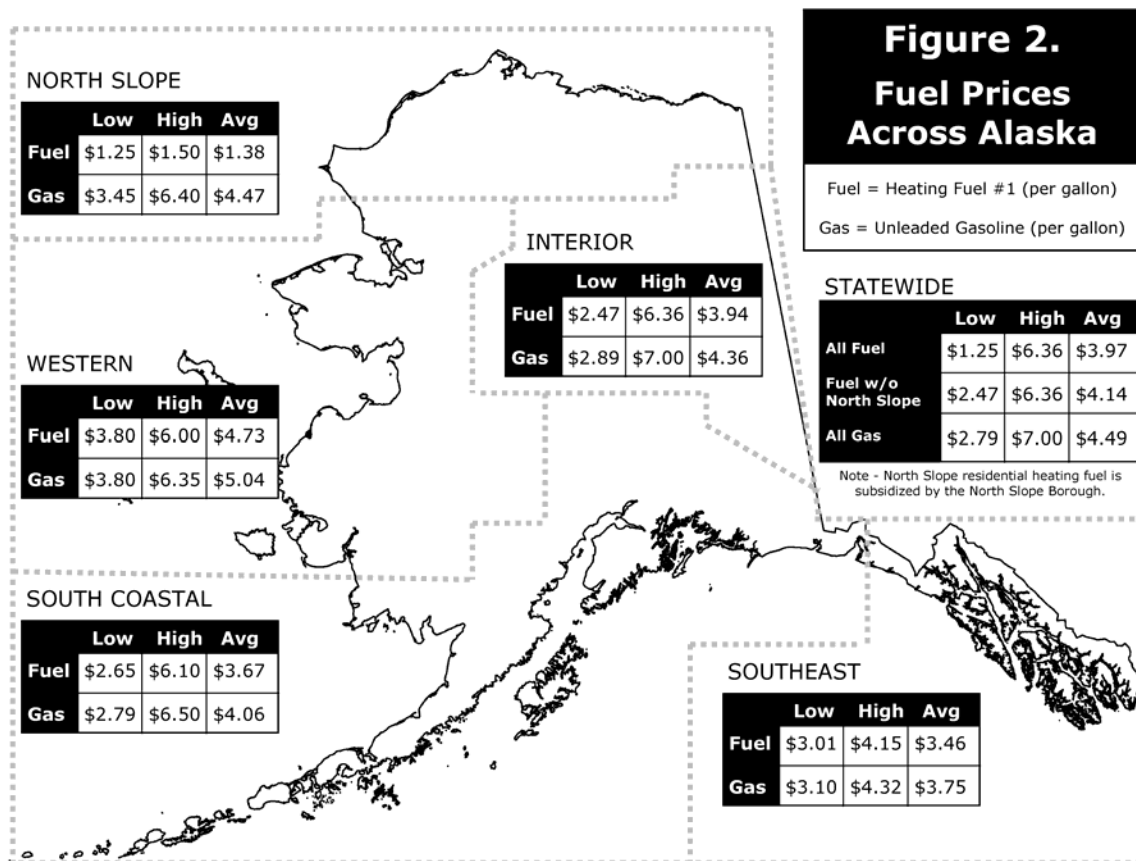 Figure 2.
Fuel Prices
Across Alaska
Fuel = Heating Fuel #1 (per gallon)
Gas = Unleaded Gasoline (per gallon)
NORTH SLOPE
Low High Avg
Fuel $1.25 $1.50 $1.38
Gas $3.45 $6.40 $4.47
INTERIOR
Low High Avg
Fuel $2.47 $6.36 $3.94
Gas $2.89 $7.00 $4.36
STATEWIDE
Low High Avg
All Fuel $1.25 $6.36 $3.97
Fuel w/o
North Slope $2.47 $6.36 $4.14
All Gas $2.79 $7.00 $4.49
Note - North Slope residential heating fuel is
subsidized by the North Slope Borough.
WESTERN
Low High Avg
Fuel $3.80 $6.00 $4.73
Gas $3.80 $6.35 $5.04
SOUTH COASTAL
Low High Avg
Fuel $2.65 $6.10 $3.67
Gas $2.79 $6.50 $4.06
SOUTHEAST
Low High Avg
Fuel $3.01 $4.15 $3.46
Gas $3.10 $4.32 $3.75